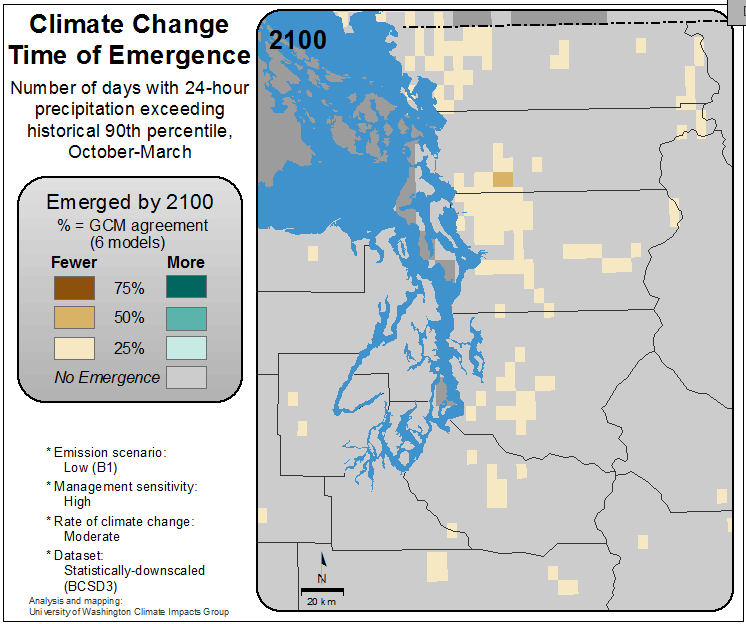 Climate Change
Time of Emergence
Number of days with 24-hour
precipitation exceeding
historical 90th percentile,
October-March
Emerged by 2100
% = GCM agreement
(6 models)
Fewer More
75%
50%
25%
No Emergence
* Emission scenario:
Low (B1)
* Management sensitivity:
High
* Rate of climate change:
Moderate
* Dataset:
Statistically-downscaled
(BCSD3)
Analysis and mapping:
University of Washington Climate Impacts Group
2100
N
20 km